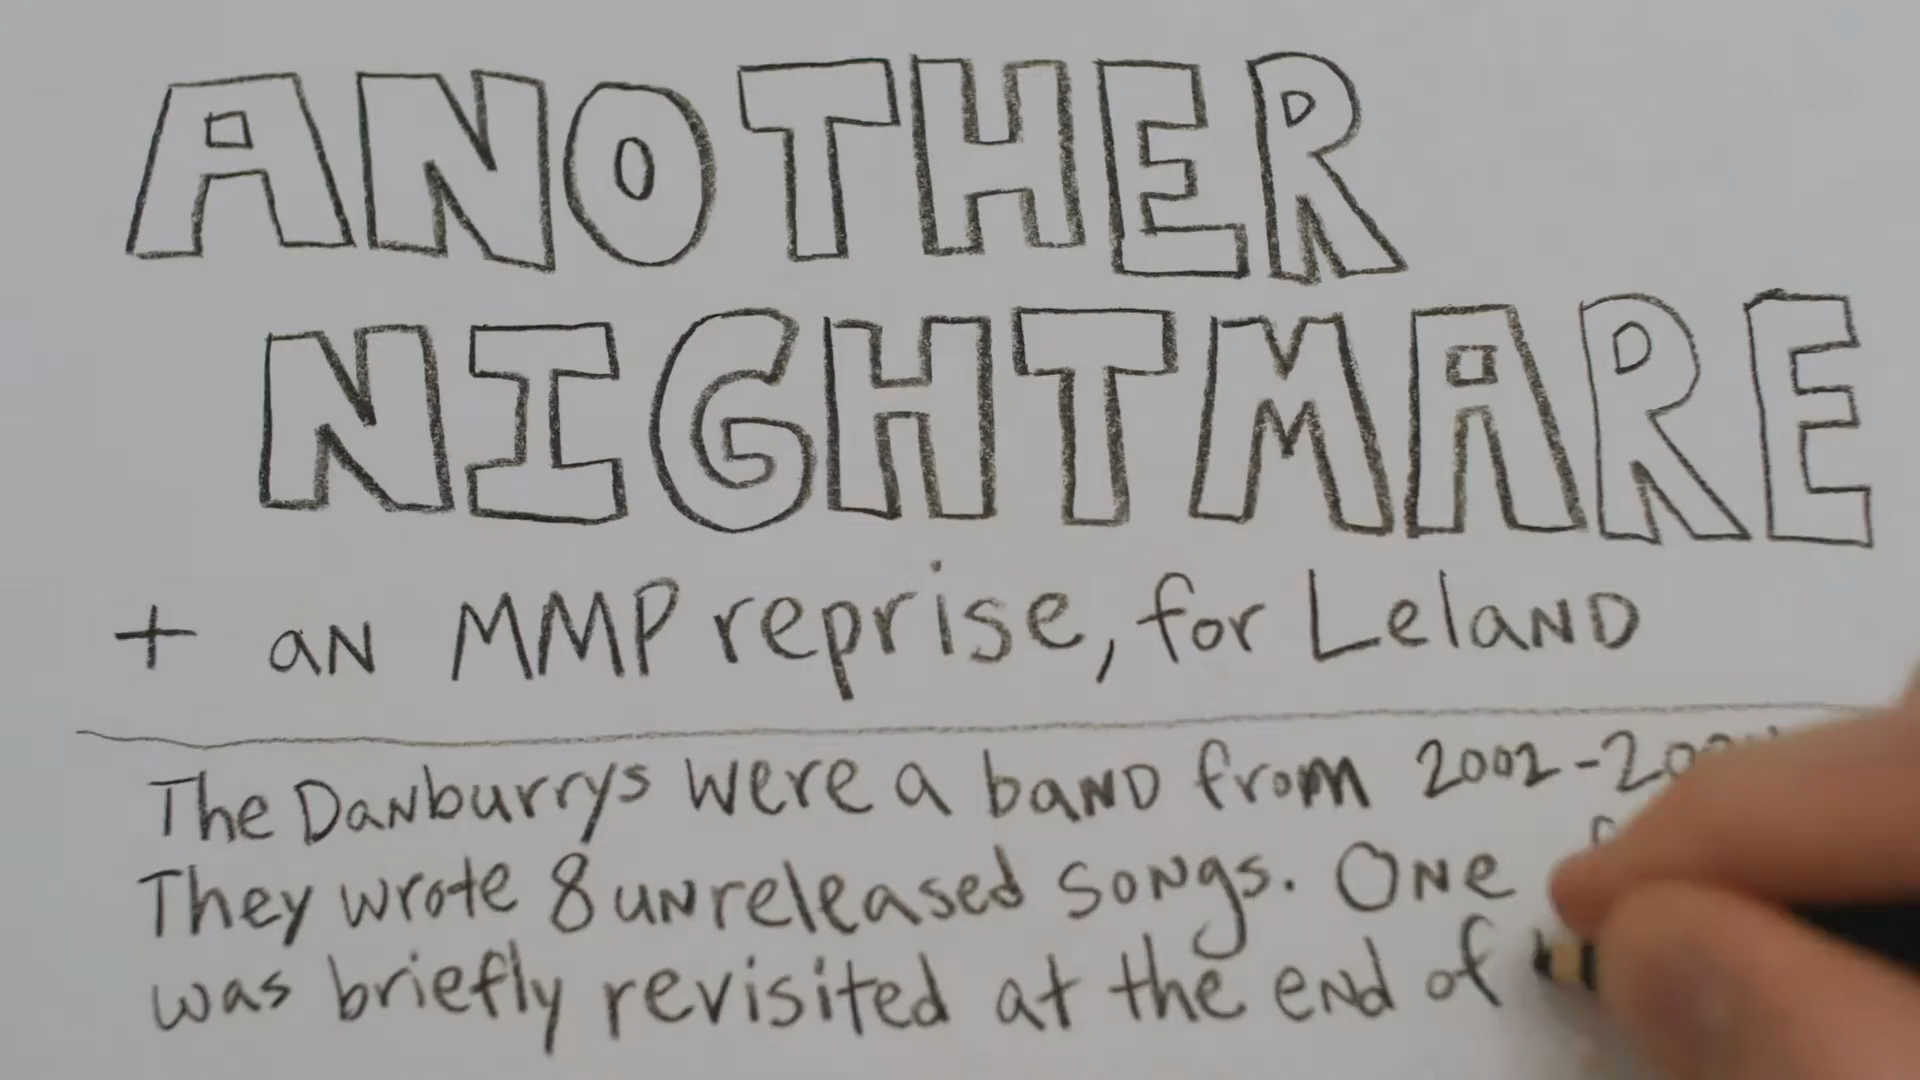 ANOTHER
NIGHTMARE
+ an MMP reprise, for Leland
The Danburrys were a band from 2002-
They wrote 8 unreleased songs. One
was briefly revisited at the end of